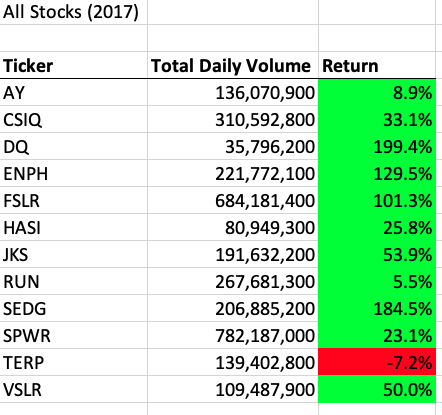 All Stocks (2017)
Ticker Total Daily Volume Return
AY 136,070,900 8.9%
CSIQ 310,592,800 33.1%
DQ 35,796,200 199.4%
ENPH 221,772,100 129.5%
FSLR 684,181,400 101.3%
HASI 80,949,300 25.8%
JKS 191,632,200 53.9%
RUN 267,681,300 5.5%
SEDG 206,885,200 184.5%
SPWR 782,187,000 23.1%
TERP 139,402,800 -7.2%
VSLR 109,487,900 50.0%